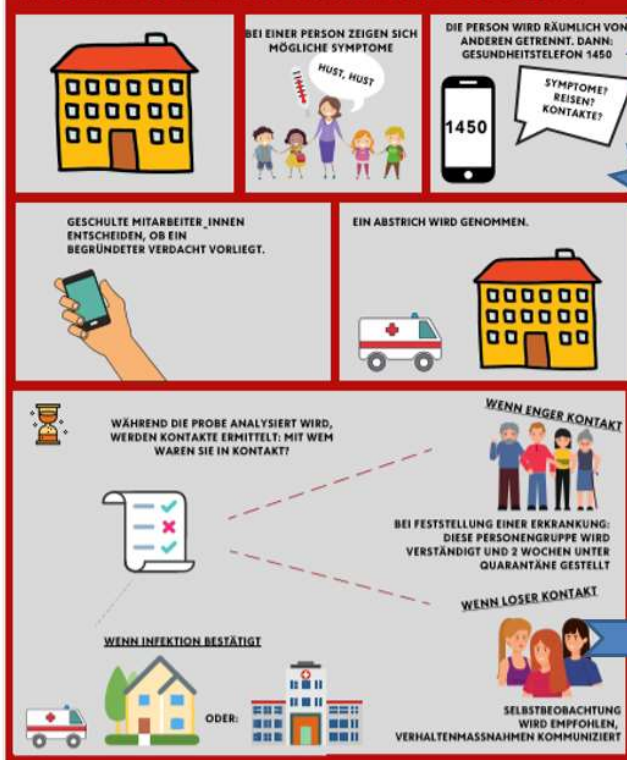 BEI EINER PERSON ZEIGEN SICH
MÖGLICHE SYMPTOME
HUST, HUST
DIE PERSON WIRD RÄUMLICH VON
ANDEREN GETRENNT. DANN:
GESUNDHEITSTELEFON 1450
1450
SYMPTOME?
REISEN?
KONTAKTE?
GESCHULTE MITARBEITER_INNEN
ENTSCHEIDEN, OB EIN
BEGRÜNDETER VERDACHT VORLIEGT.
EIN ABSTRICH WIRD GENOMMEN.
WÄHREND DIE PROBE ANALYSIERT WIRD,
WERDEN KONTAKTE ERMITTELT: MIT WEM
WAREN SIE IN KONTAKT?
WENN ENGER KONTAKT
BEI FESTSTELLUNG EINER ERKRANKUNG:
DIESE PERSONENGRUPPE WIRD
VERSTÄNDIGT UND 2 WOCHEN UNTER
QUARANTÄNE GESTELLT
WENN LOSER KONTAKT
SELBSTBEOBACHTUNG
WIRD EMPFOHLEN,
VERHALTENMASSNAHMEN KOMMUNIZIERT
WENN INFEKTION BESTÄTIGT
ODER: